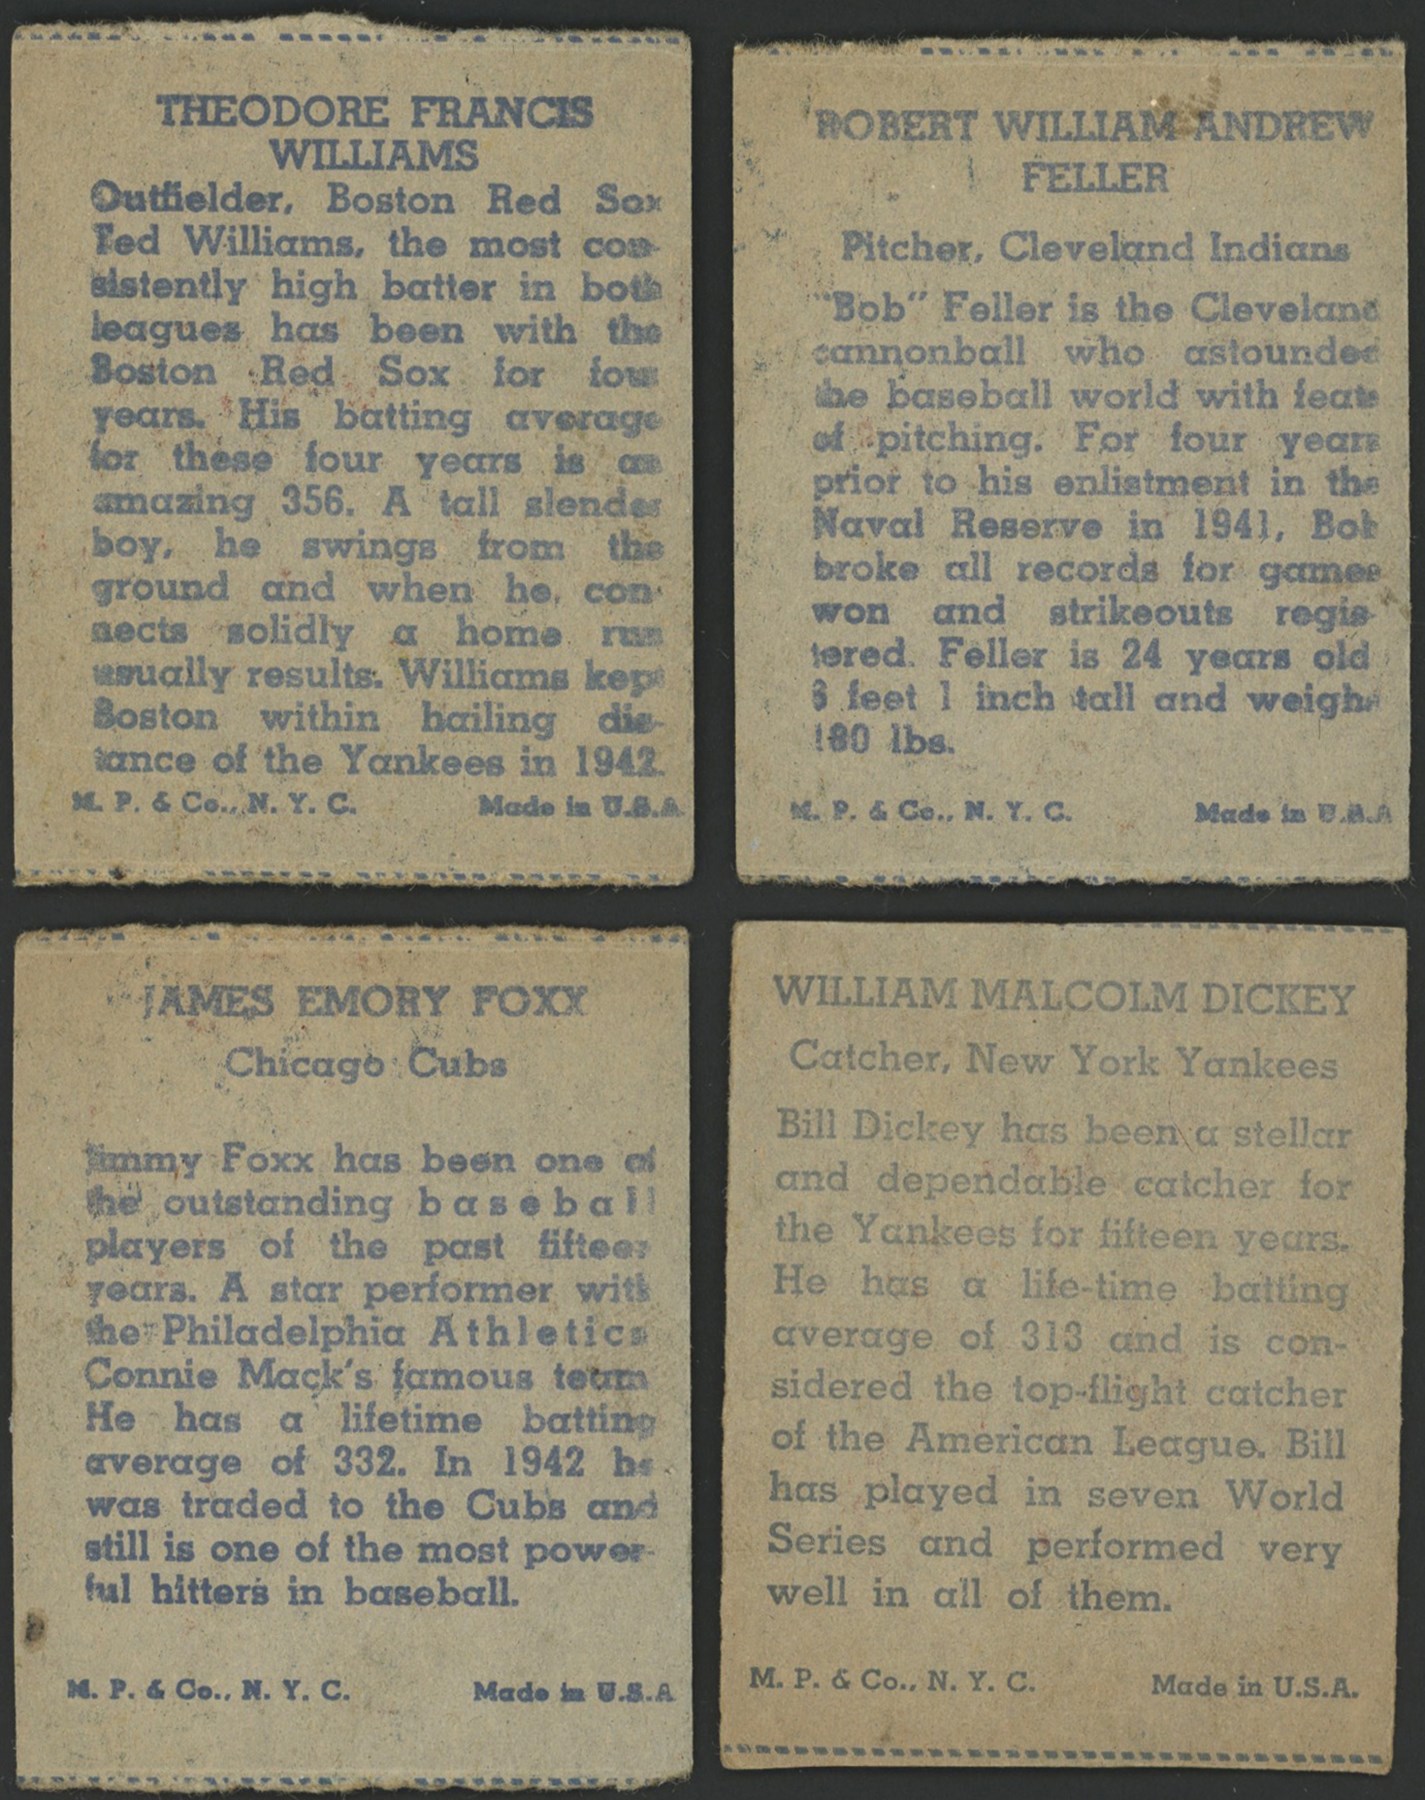 THEODORE FRANCIS
WILLIAMS
Outfielder, Boston Red Sox
Ted Williams, the most con-
sistently high batter in both
leagues has been with the
Boston Red Sox for four
years. His batting average
for these four years is an
amazing 356. A tall slender
boy, he swings from the
ground and when he, con-
nects solidly a home run
usually results. Williams kept
Boston within hailing dis-
tance of the Yankees in 1942.
M. P. & Co., N. Y. C. Made in U.S.A.
ROBERT WILLIAM ANDREW
FELLER
Pitcher, Cleveland Indians
"Bob" Feller is the Cleveland
cannonball who astounded
the baseball world with feats
of pitching. For four years
prior to his enlistment in the
Naval Reserve in 1941, Bob
broke all records for games
won and strikeouts regis-
tered. Feller is 24 years old
6 feet 1 inch tall and weighs
180 lbs.
M. P. & Co., N. Y. C. Made in U.S.A
JAMES EMORY FOXX
Chicago Cubs
Jimmy Foxx has been one of
the outstanding baseball
players of the past fifteen
years. A star performer with
the Philadelphia Athletics
Connie Mack's famous team
He has a lifetime batting
average of 332. In 1942 he
was traded to the Cubs and
still is one of the most power-
ful hitters in baseball.
M. P. & Co., N. Y. C. Made in U.S.A
WILLIAM MALCOLM DICKEY
Catcher, New York Yankees
Bill Dickey has been a stellar
and dependable catcher for
the Yankees for fifteen years.
He has a life-time batting
average of 313 and is con-
sidered the top-flight catcher
of the American League. Bill
has played in seven World
Series and performed very
well in all of them.
M. P. & Co., N. Y. C. Made in U.S.A.